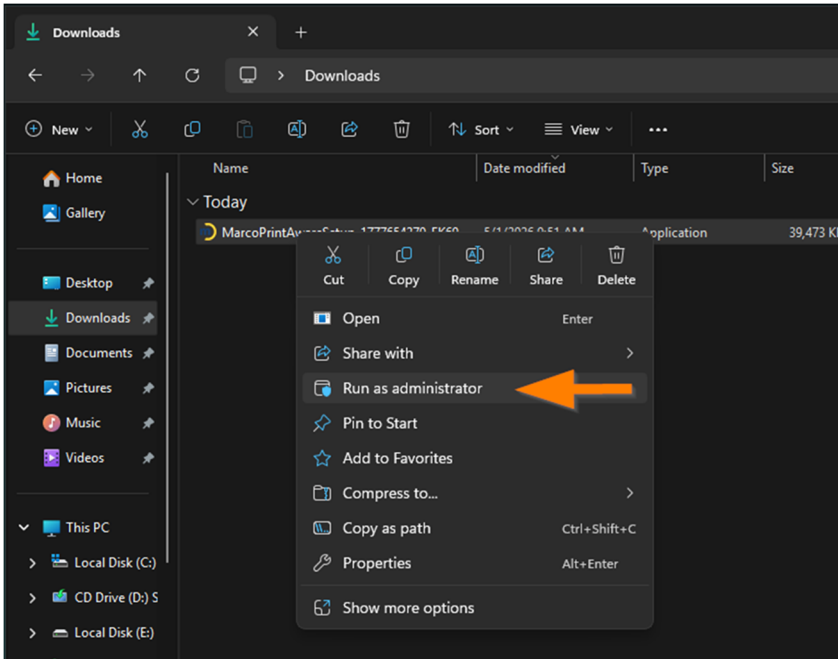 Downloads
Downloads
New
Sort
View
Name
Date modified
Type
Size
Today
Application
39,473 K
Home
Gallery
Desktop
Downloads
Documents
Pictures
Music
Videos
This PC
Local Disk (C:)
CD Drive (D:) S
Local Disk (E:)
Cut
Copy
Rename
Share
Delete
Open Enter
Share with
Run as administrator
Pin to Start
Add to Favorites
Compress to...
Copy as path Ctrl+Shift+C
Properties Alt+Enter
Show more options